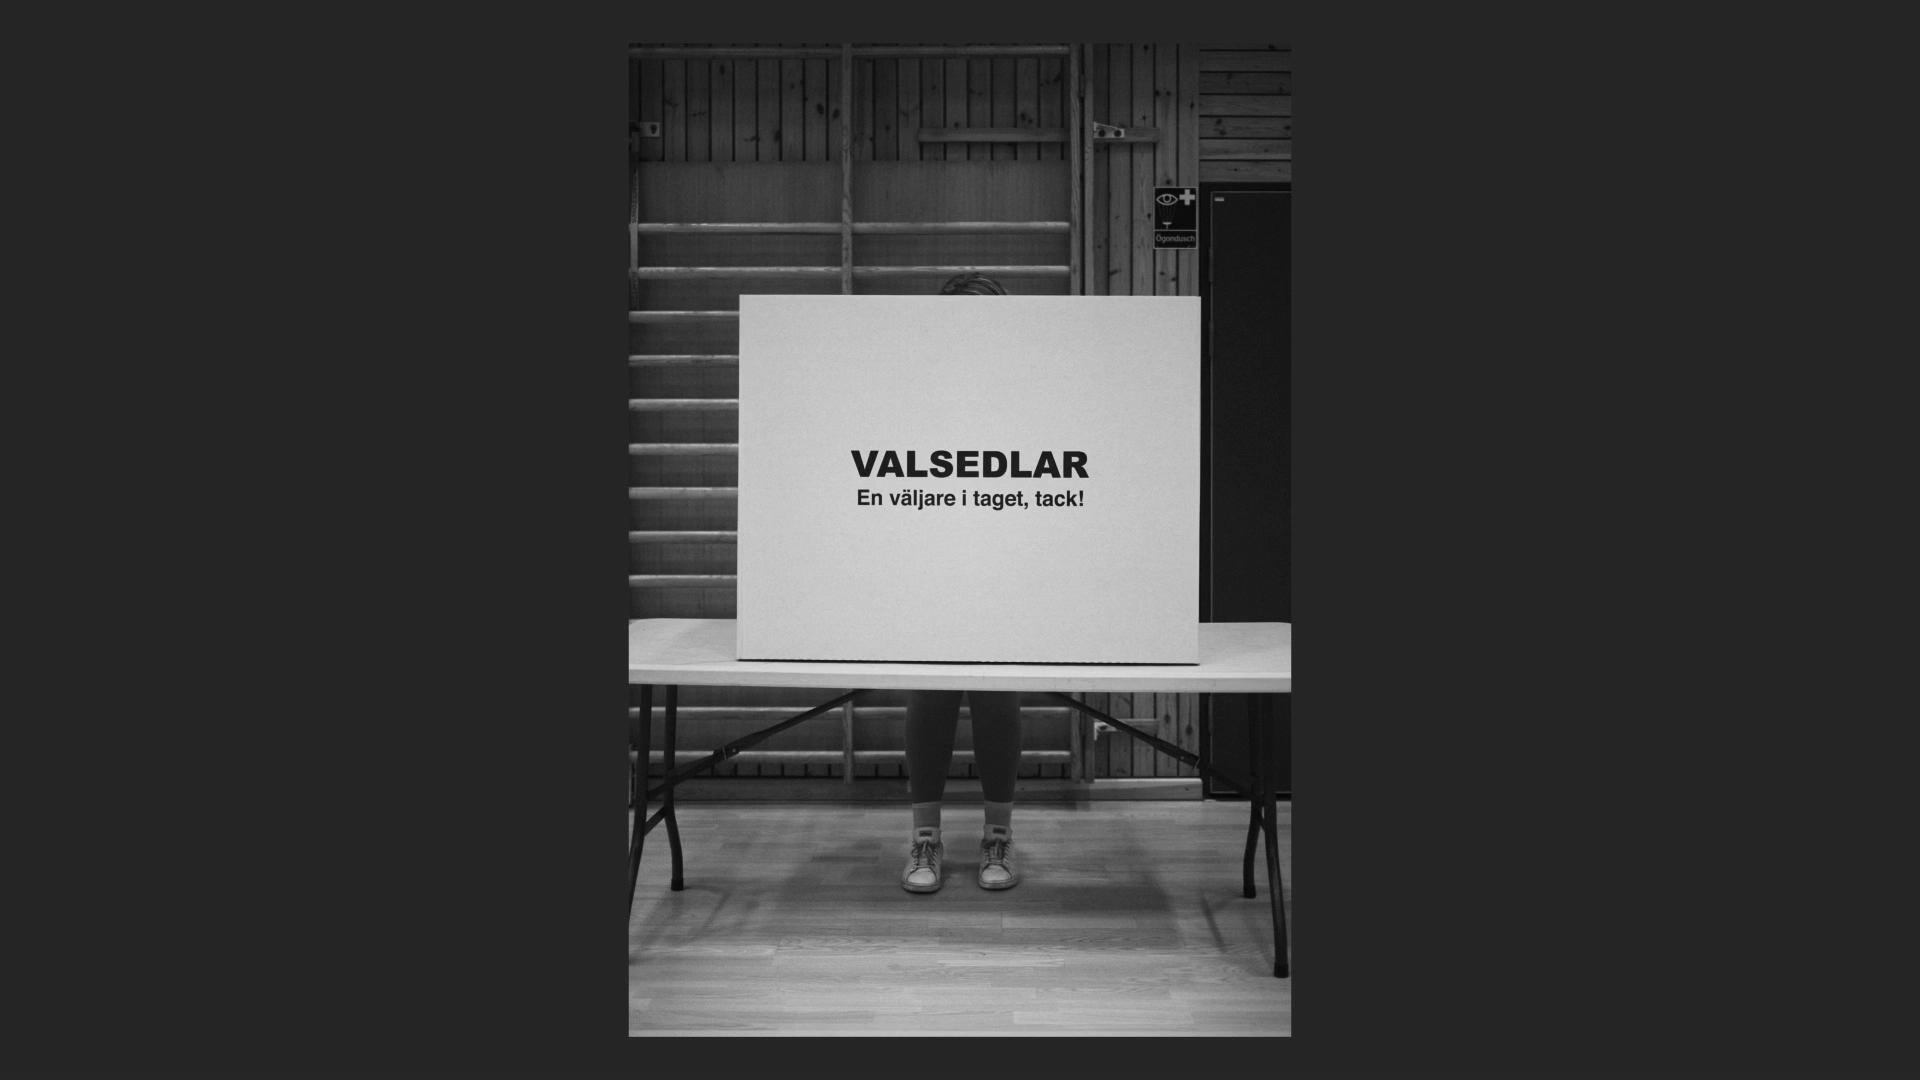 Ögondusch
VALSEDLAR
En väljare i taget, tack!